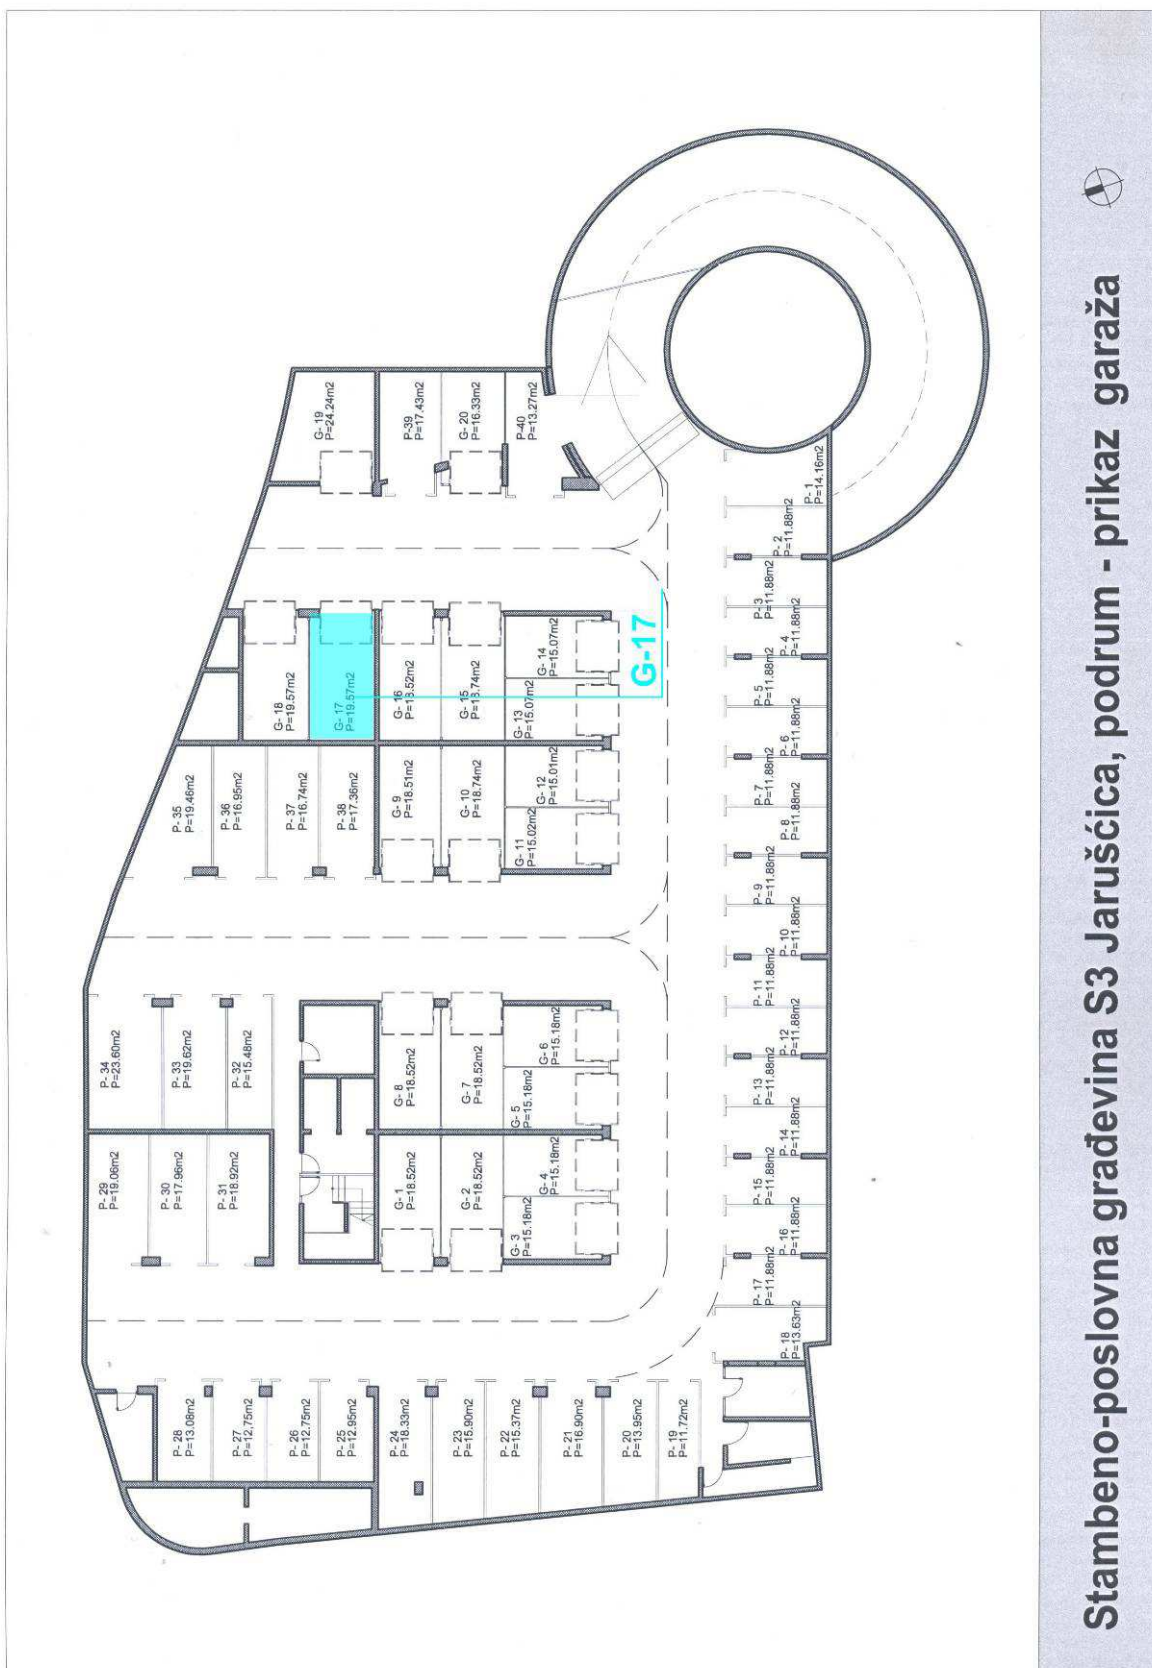 Stambeno-poslovna građevina S3 Jarušćica, podrum - prikaz garaža
G-17
G- 19
P=24.24m2
P-39
P=17.43m2
G- 20
P=16.33m2
P-40
P=13.27m2
G- 18
P=19.57m2
G- 17
P=19.57m2
G- 16
P=18.52m2
G- 15
P=18.74m2
G- 14
P=15.07m2
G- 13
P=15.07m2
P- 35
P=19.46m2
P- 36
P=16.95m2
P- 37
P=16.74m2
P- 38
P=17.36m2
G- 9
P=18.51m2
G- 10
P=18.74m2
G- 12
P=15.01m2
G- 11
P=15.02m2
P- 34
P=23.60m2
P- 33
P=19.62m2
P- 32
P=15.48m2
G- 8
P=18.52m2
G- 7
P=18.52m2
G- 6
P=15.18m2
G- 5
P=15.18m2
P- 29
P=19.06m2
P- 30
P=17.96m2
P- 31
P=18.92m2
G- 1
P=18.52m2
G- 2
P=18.52m2
G- 4
P=15.18m2
G- 3
P=15.18m2
P- 28
P=13.08m2
P- 27
P=12.75m2
P- 26
P=12.75m2
P- 25
P=12.95m2
P- 24
P=18.33m2
P- 23
P=15.90m2
P- 22
P=15.37m2
P- 21
P=16.90m2
P- 20
P=13.95m2
P- 19
P=11.72m2
P- 18
P=13.63m2
P- 17
P=11.88m2
P- 16
P=11.88m2
P- 15
P=11.88m2
P- 14
P=11.88m2
P- 13
P=11.88m2
P- 12
P=11.88m2
P- 11
P=11.88m2
P- 10
P=11.88m2
P- 9
P=11.88m2
P- 8
P=11.88m2
P- 7
P=11.88m2
P- 6
P=11.88m2
P- 5
P=11.88m2
P- 4
P=11.88m2
P- 3
P=11.88m2
P- 2
P=11.88m2
P- 1
P=14.16m2